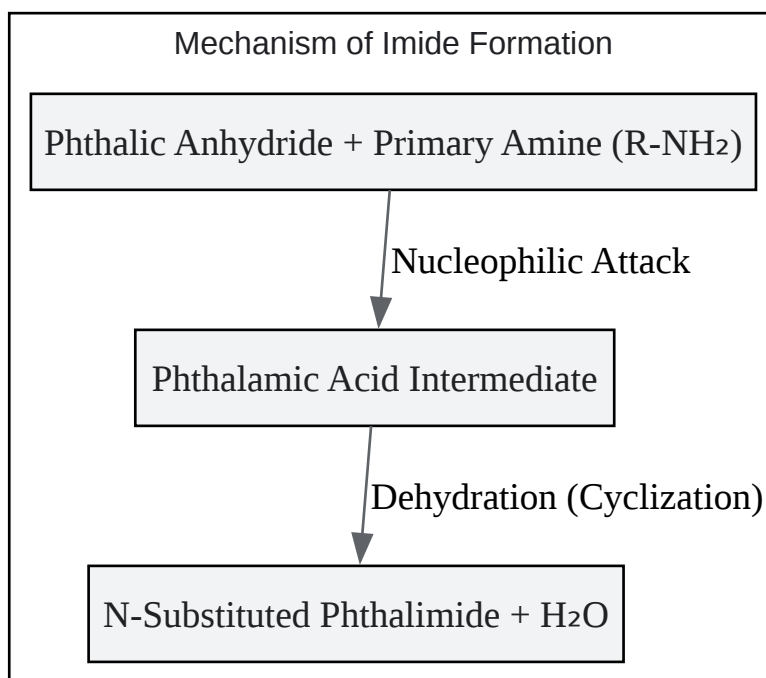 Mechanism of Imide Formation
Phthalic Anhydride + Primary Amine (R-NH₂)
Nucleophilic Attack
Phthalamic Acid Intermediate
Dehydration (Cyclization)
N-Substituted Phthalimide + H₂O